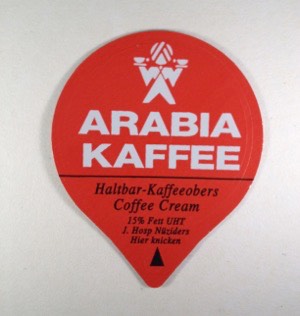 ARABIA
KAFFEE
Haltbar-Kaffeeobers
Coffee Cream
15% Fett UHT
J. Hosp Nüziders
Hier knicken